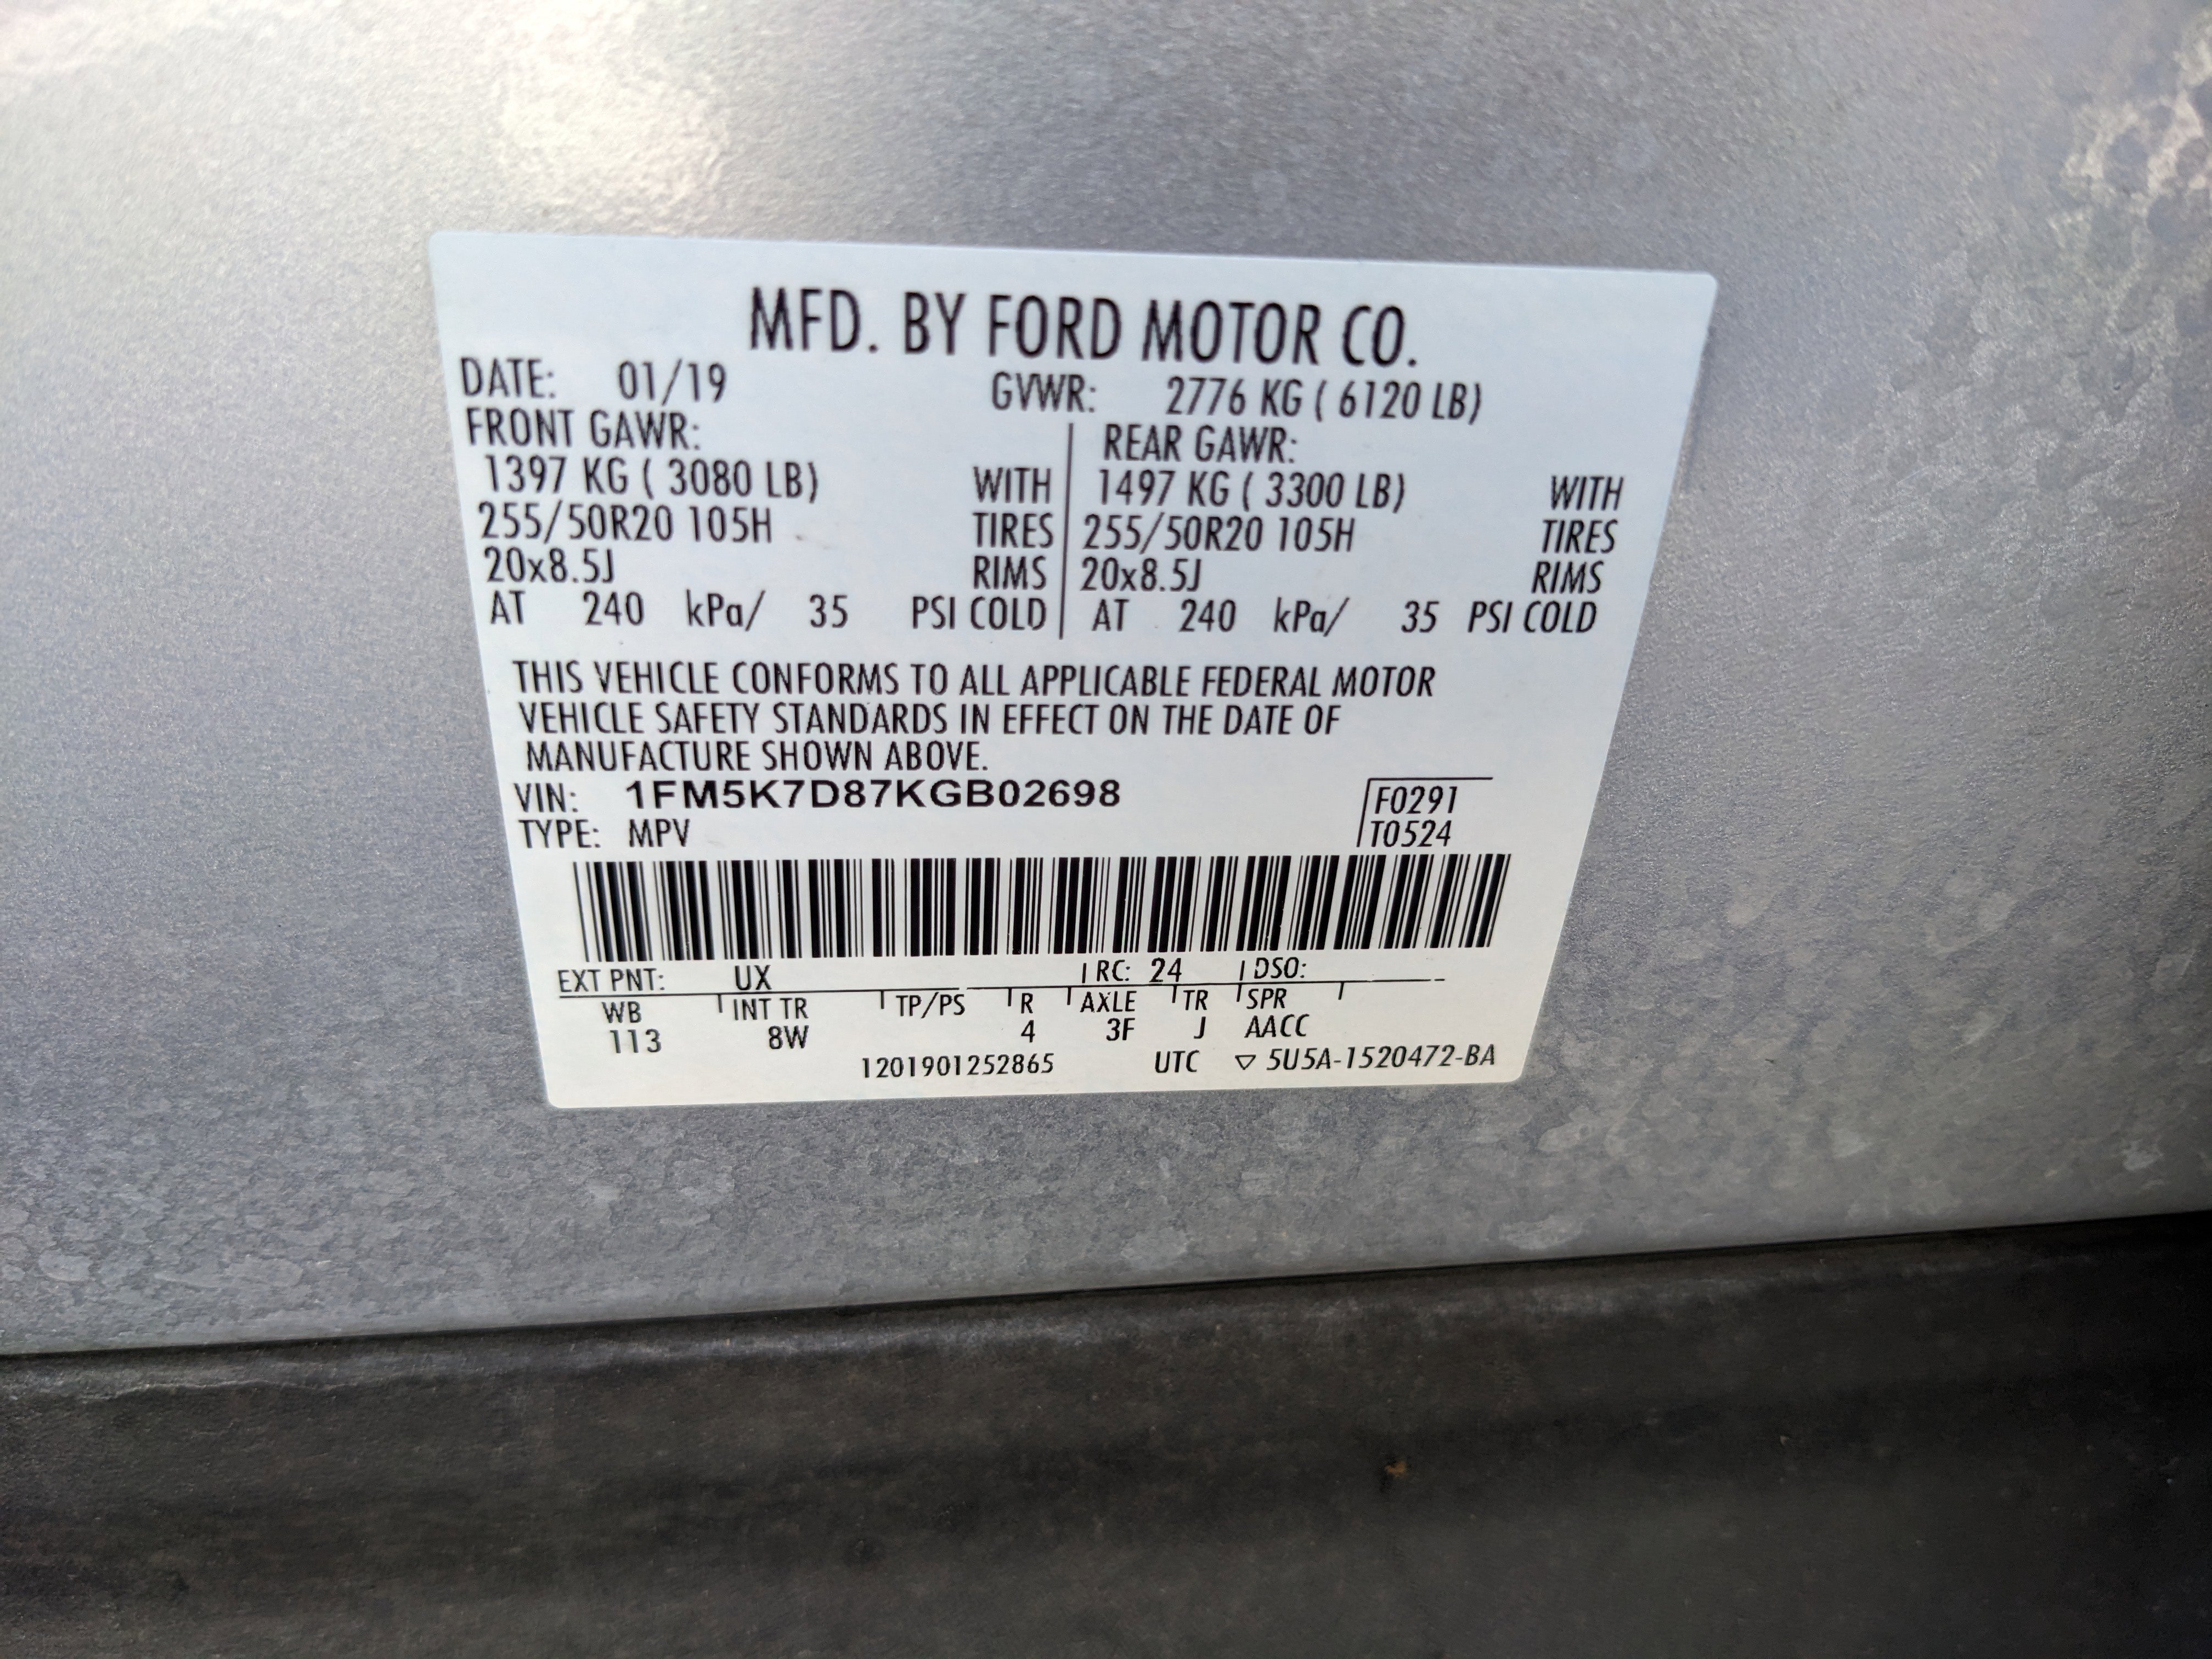 MFD. BY FORD MOTOR CO.
DATE: 01/19 GVWR: 2776 KG ( 6120 LB)
FRONT GAWR: REAR GAWR:
1397 KG ( 3080 LB) WITH 1497 KG ( 3300 LB) WITH
255/50R20 105H TIRES 255/50R20 105H TIRES
20x8.5J RIMS 20x8.5J RIMS
AT 240 kPa/ 35 PSI COLD AT 240 kPa/ 35 PSI COLD
THIS VEHICLE CONFORMS TO ALL APPLICABLE FEDERAL MOTOR
VEHICLE SAFETY STANDARDS IN EFFECT ON THE DATE OF
MANUFACTURE SHOWN ABOVE.
VIN: 1FM5K7D87KGB02698 F0291
TYPE: MPV T0524
EXT PNT: UX RC: 24 DSO:
WB INT TR TP/PS R AXLE TR SPR
113 8W 4 3F J AACC
1201901252865 UTC ▽ 5U5A-1520472-BA